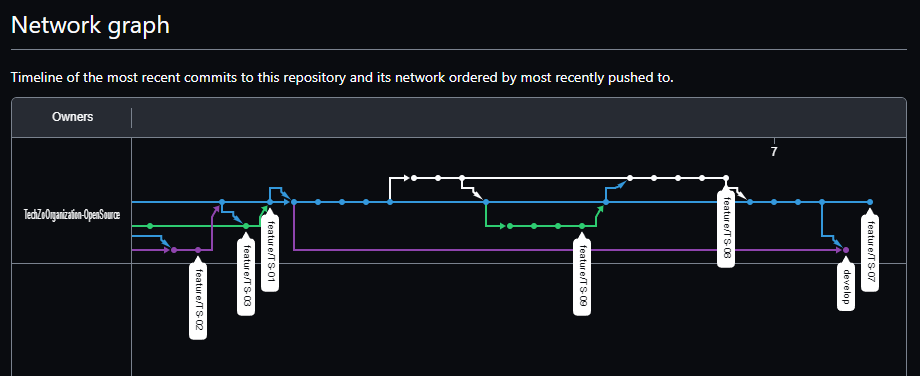 Network graph
Timeline of the most recent commits to this repository and its network ordered by most recently pushed to.
Owners
7
TechZoOrganization-OpenSource
feature/TS-02
feature/TS-03
feature/TS-01
feature/TS-09
feature/TS-08
develop
feature/TS-07